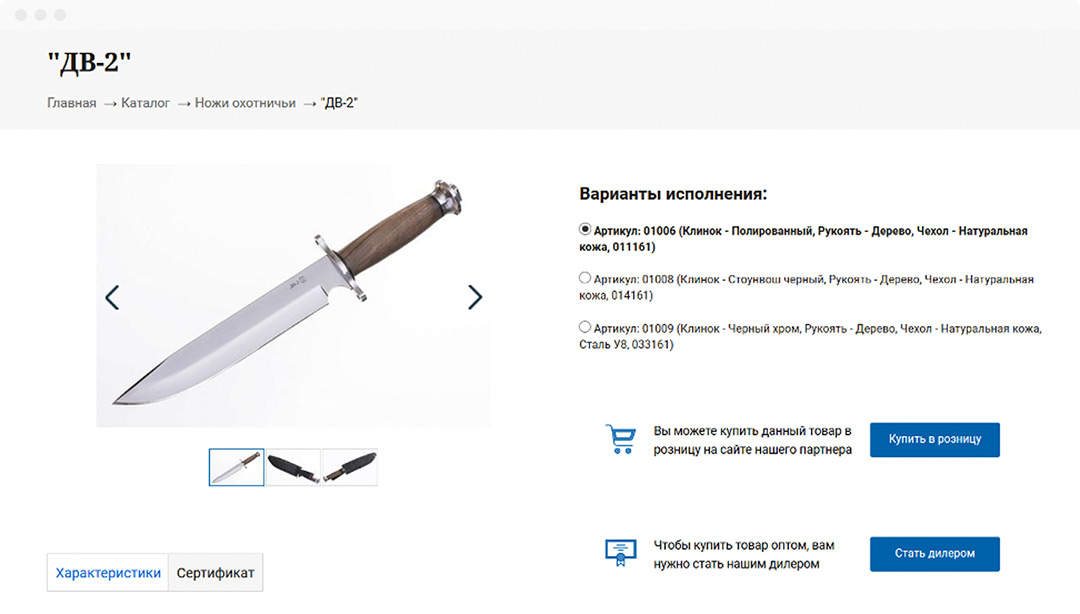 "ДВ-2"
Главная → Каталог → Ножи охотничьи → "ДВ-2"
Варианты исполнения:
Артикул: 01006 (Клинок - Полированный, Рукоять - Дерево, Чехол - Натуральная
кожа, 011161)
Артикул: 01008 (Клинок - Стоунвош черный, Рукоять - Дерево, Чехол - Натуральная
кожа, 014161)
Артикул: 01009 (Клинок - Черный хром, Рукоять - Дерево, Чехол - Натуральная кожа,
Сталь У8, 033161)
Вы можете купить данный товар в
розницу на сайте нашего партнера
Купить в розницу
Чтобы купить товар оптом, вам
нужно стать нашим дилером
Стать дилером
Характеристики
Сертификат